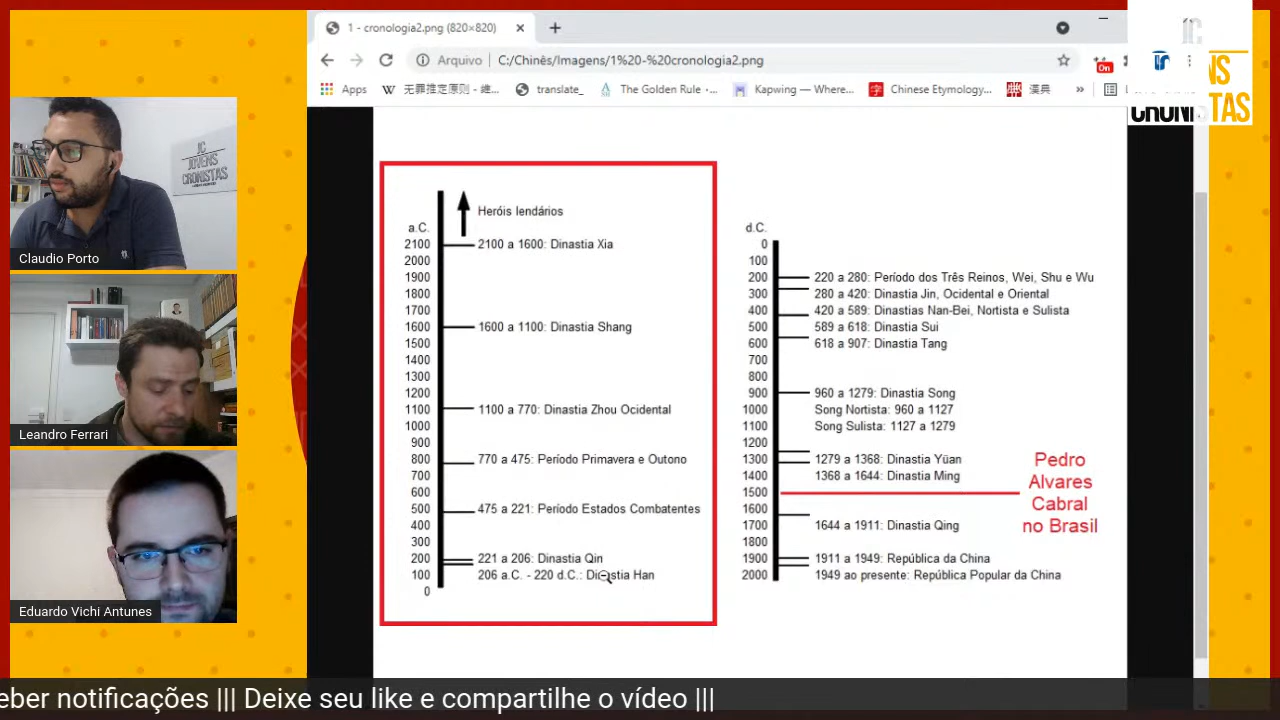 1 - cronologia2.png (820×820)
Arquivo
C:/Chinês/Imagens/1%20-%20cronologia2.png
On
Apps
无罪推定原则 - 維...
translate_
The Golden Rule •...
Kapwing — Where...
Chinese Etymology...
漢典
»
JC
CRONISTAS
JC
JOVENS
CRONISTAS
Claudio Porto
Leandro Ferrari
Eduardo Vichi Antunes
Heróis lendários
a.C.
2100 2100 a 1600: Dinastia Xia
2000
1900
1800
1700
1600 1600 a 1100: Dinastia Shang
1500
1400
1300
1200
1100 1100 a 770: Dinastia Zhou Ocidental
1000
900
800 770 a 475: Período Primavera e Outono
700
600
500 475 a 221: Período Estados Combatentes
400
300
200 221 a 206: Dinastia Qin
100 206 a.C. - 220 d.C.: Dinastia Han
0
d.C.
0
100
200 220 a 280: Período dos Três Reinos, Wei, Shu e Wu
300 280 a 420: Dinastia Jin, Ocidental e Oriental
400 420 a 589: Dinastias Nan-Bei, Nortista e Sulista
500 589 a 618: Dinastia Sui
600 618 a 907: Dinastia Tang
700
800
900 960 a 1279: Dinastia Song
1000 Song Nortista: 960 a 1127
1100 Song Sulista: 1127 a 1279
1200
1300 1279 a 1368: Dinastia Yüan
1400 1368 a 1644: Dinastia Ming
1500
1600
1700 1644 a 1911: Dinastia Qing
1800
1900 1911 a 1949: República da China
2000 1949 ao presente: República Popular da China
Pedro
Alvares
Cabral
no Brasil
eber notificações ||| Deixe seu like e compartilhe o vídeo |||